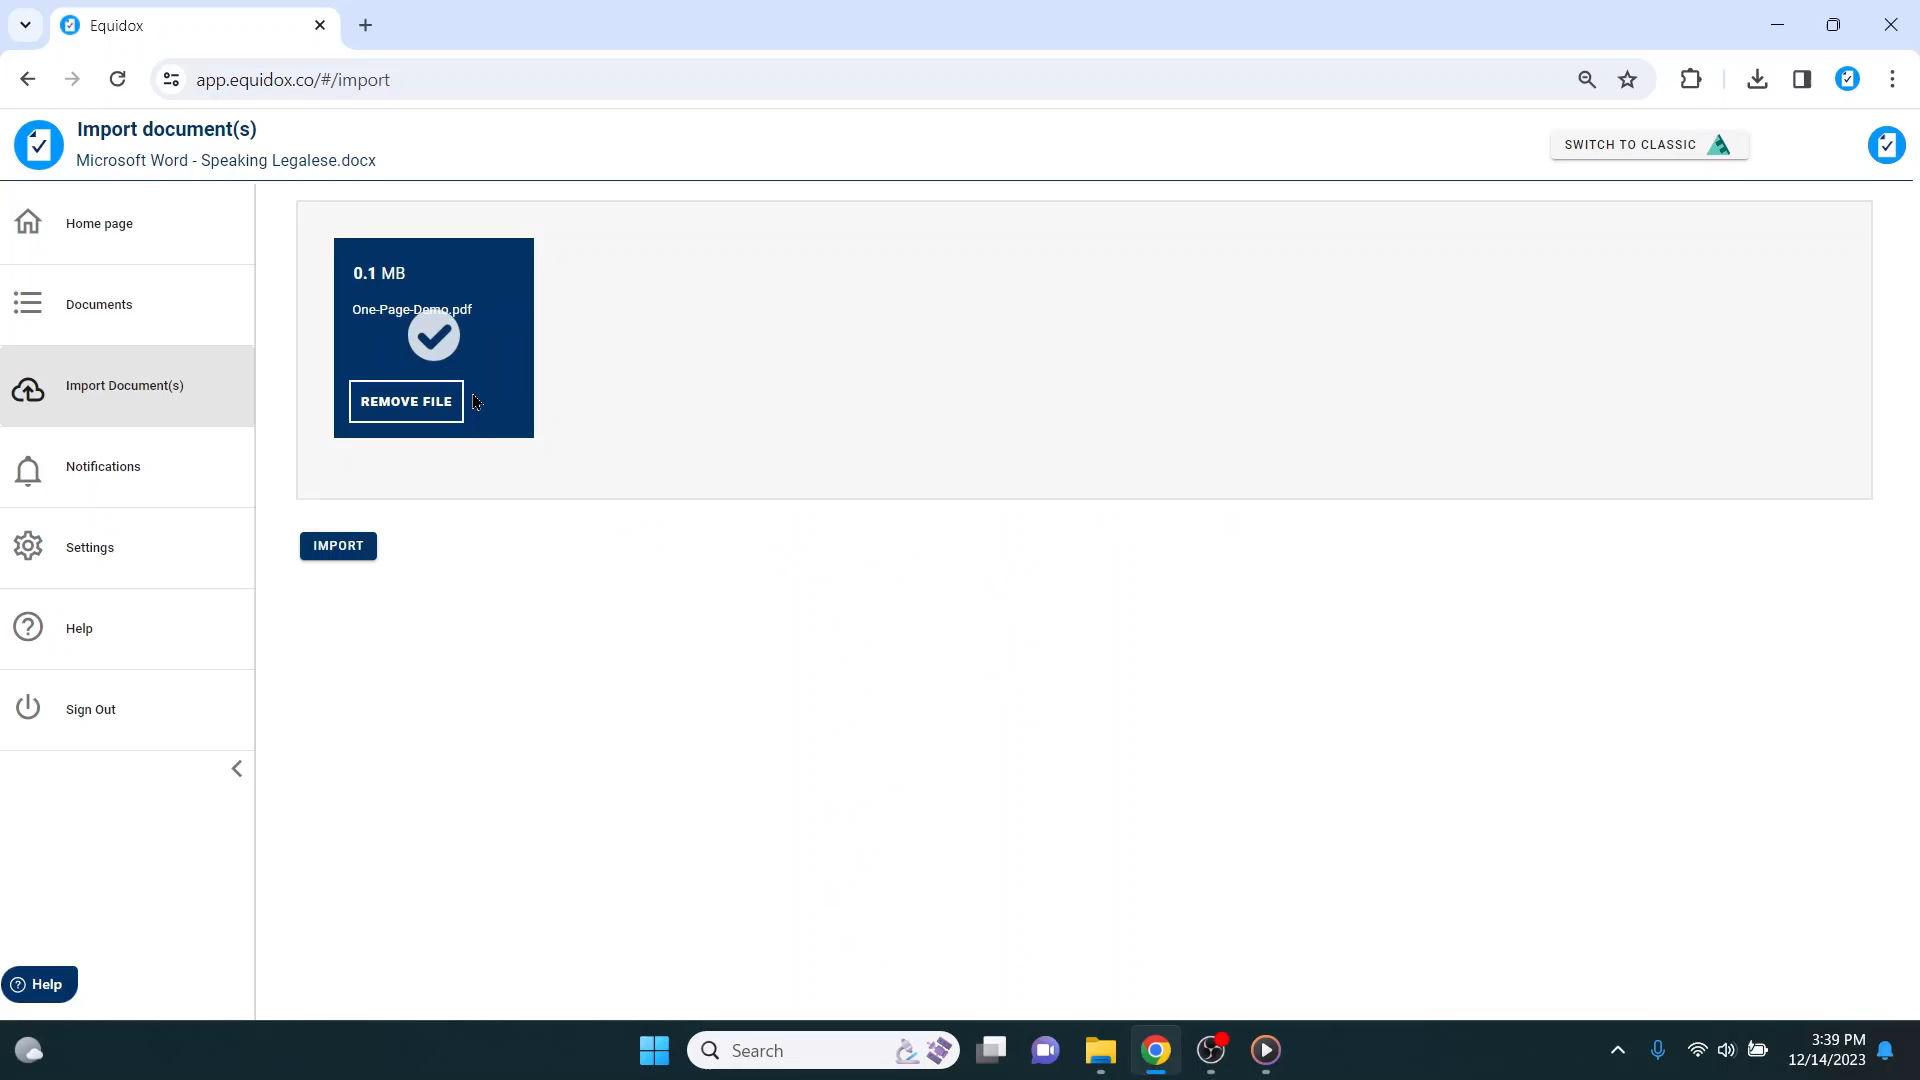 Equidox
app.equidox.co/#/import
Import document(s)
Microsoft Word - Speaking Legalese.docx
SWITCH TO CLASSIC
Home page
Documents
Import Document(s)
Notifications
Settings
Help
Sign Out
0.1 MB
One-Page-Demo.pdf
REMOVE FILE
IMPORT
? Help
Search
3:39 PM
12/14/2023